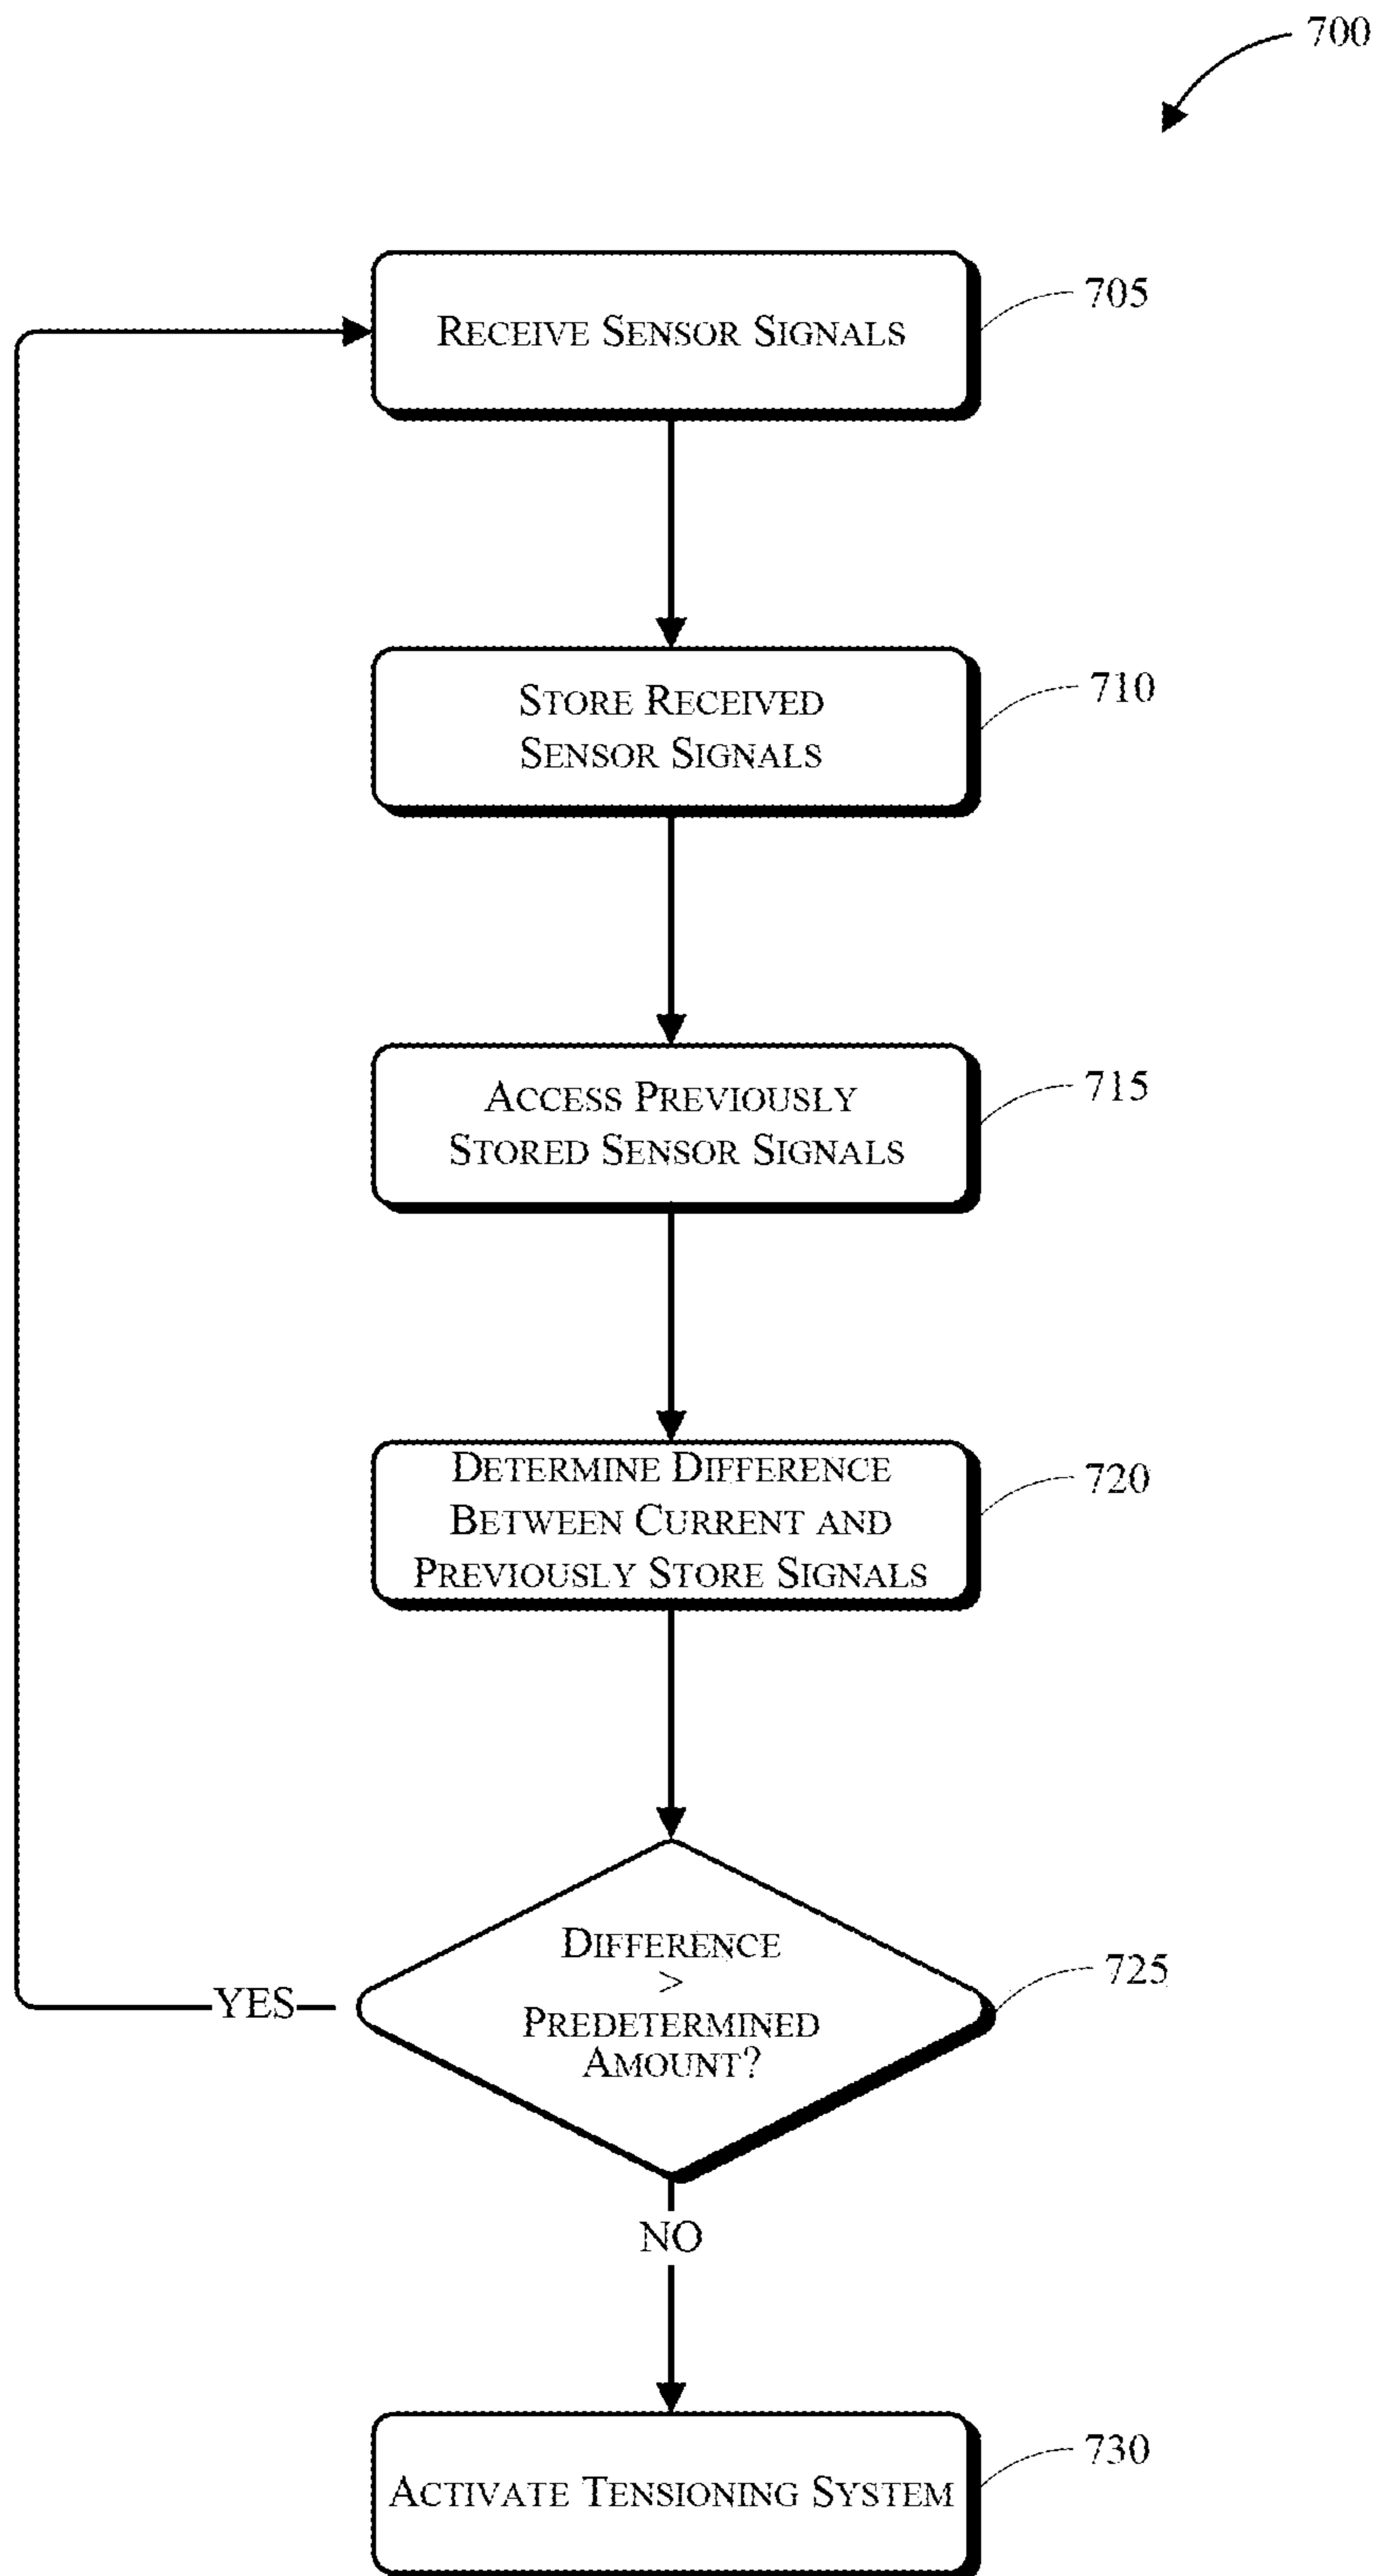 700
RECEIVE SENSOR SIGNALS
705
STORE RECEIVED
SENSOR SIGNALS
710
ACCESS PREVIOUSLY
STORED SENSOR SIGNALS
715
DETERMINE DIFFERENCE
BETWEEN CURRENT AND
PREVIOUSLY STORE SIGNALS
720
DIFFERENCE
>
PREDETERMINED
AMOUNT?
725
YES
NO
ACTIVATE TENSIONING SYSTEM
730